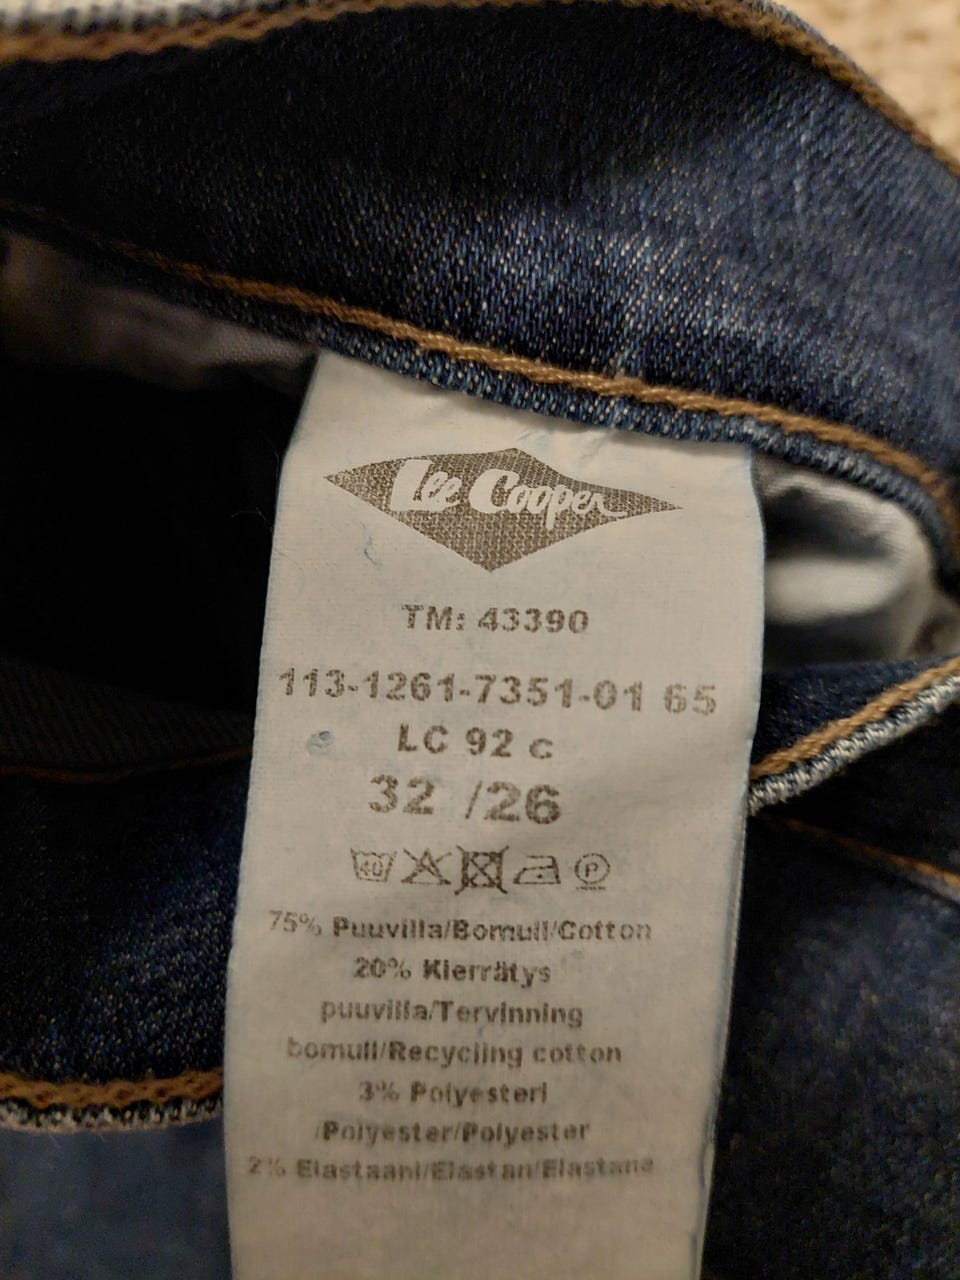 Lee Cooper
TM: 43390
113-1261-7351-01 65
LC 92 c
32 /26
40 P
75% Puuvilla/Bomull/Cotton
20% Kierrätys
puuvilla/Tervinning
bomull/Recycling cotton
3% Polyesteri
/Polyester/Polyester
2% Elastaani/Elastan/Elastane